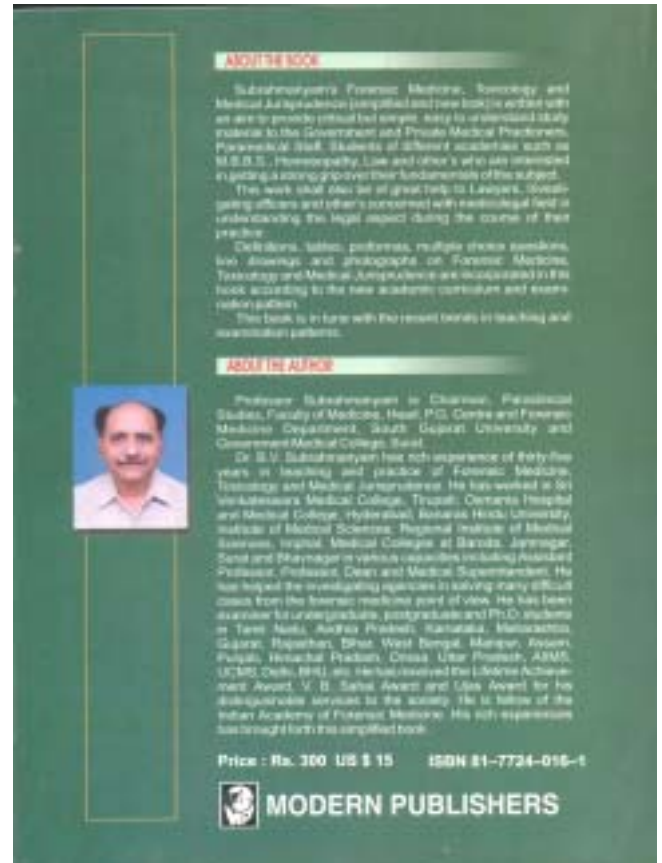 ABOUT THE BOOK
Subrahmanyam's Forensic Medicine, Toxicology and
Medical Jurisprudence (simplified and new look) is written with
an aim to provide critical but simple, easy to understand study
material to the Government and Private Medical Practioners,
Paramedical Staff, Students of different academies such as
M.B.B.S., Homoeopathy, Law and other's who are interested
in getting a strong grip over their fundamentals of the subject.
This work shall also be of great help to Lawyers, Investi-
gating officers and other's concerned with medicolegal field in
understanding the legal aspect during the course of their
practice.
Definitions, tables, proformas, multiple choice questions,
line drawings and photographs on Forensic Medicine,
Toxicology and Medical Jurisprudence are incorporated in this
book according to the new academic curriculum and exami-
nation pattern.
This book is in tune with the recent trends in teaching and
examination patterns.
ABOUT THE AUTHOR
Professor Subrahmanyam is Chairman, Paraclinical
Studies, Faculty of Medicine, Head, P.G. Centre and Forensic
Medicine Department, South Gujarat University and
Government Medical College, Surat.
Dr. B.V. Subrahmanyam has rich experience of thirty-five
years in teaching and practice of Forensic Medicine,
Toxicology and Medical Jurisprudence. He has worked in Sri
Venkateswara Medical College, Tirupati, Osmania Hospital
and Medical College, Hyderabad, Banaras Hindu University,
Institute of Medical Sciences, Regional Institute of Medical
Sciences, Imphal, Medical Colleges at Baroda, Jamnagar,
Surat and Bhavnagar in various capacities including Assistant
Professor, Professor, Dean and Medical Superintendent. He
has helped the investigating agencies in solving many difficult
cases from the forensic medicine point of view. He has been
examiner for undergraduate, postgraduate and Ph.D. students
in Tamil Nadu, Andhra Pradesh, Karnataka, Maharashtra,
Gujarat, Rajasthan, Bihar, West Bengal, Manipur, Assam,
Punjab, Himachal Pradesh, Orissa, Uttar Pradesh, AIIMS,
UCMS, Delhi, BHU, etc. He has received the Lifetime Achieve-
ment Award, V. B. Sahai Award and Ujas Award for his
distinguishable services to the society. He is fellow of the
Indian Academy of Forensic Medicine. His rich experiences
has brought forth this simplified book.
Price : Rs. 300 US $ 15 ISBN 81-7724-016-1
MODERN PUBLISHERS